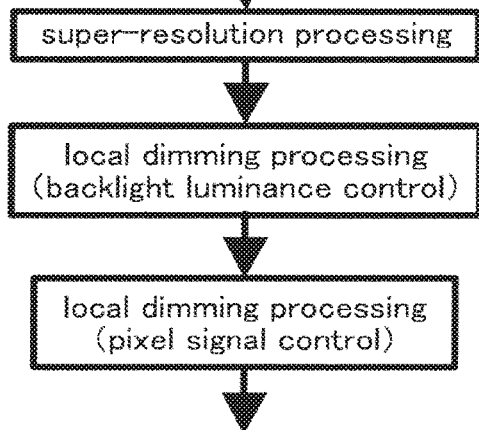 super-resolution processing
local dimming processing
(backlight luminance control)
local dimming processing
(pixel signal control)